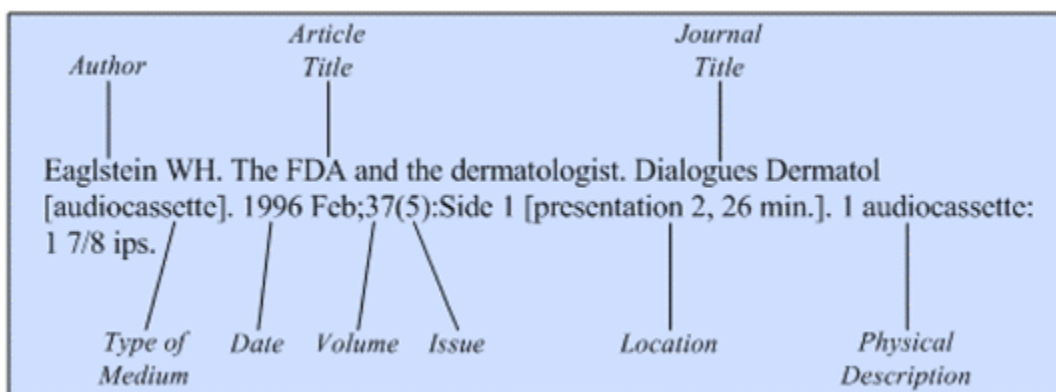 Article Journal
Author Title Title
Eaglstein WH. The FDA and the dermatologist. Dialogues Dermatol
[audiocassette]. 1996 Feb;37(5):Side 1 [presentation 2, 26 min.]. 1 audiocassette:
1 7/8 ips.
Type of Date Volume Issue Location Physical
Medium Description